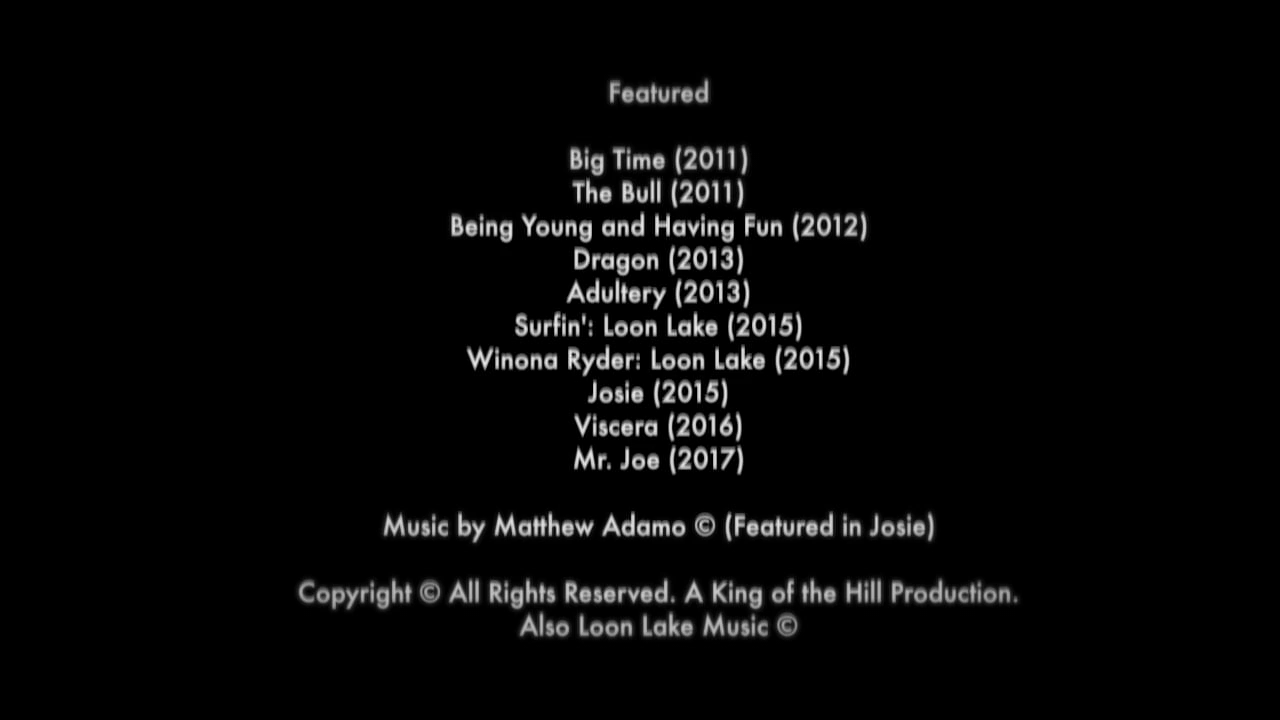 Featured
Big Time (2011)
The Bull (2011)
Being Young and Having Fun (2012)
Dragon (2013)
Adultery (2013)
Surfin': Loon Lake (2015)
Winona Ryder: Loon Lake (2015)
Josie (2015)
Viscera (2016)
Mr. Joe (2017)
Music by Matthew Adamo © (Featured in Josie)
Copyright © All Rights Reserved. A King of the Hill Production.
Also Loon Lake Music ©